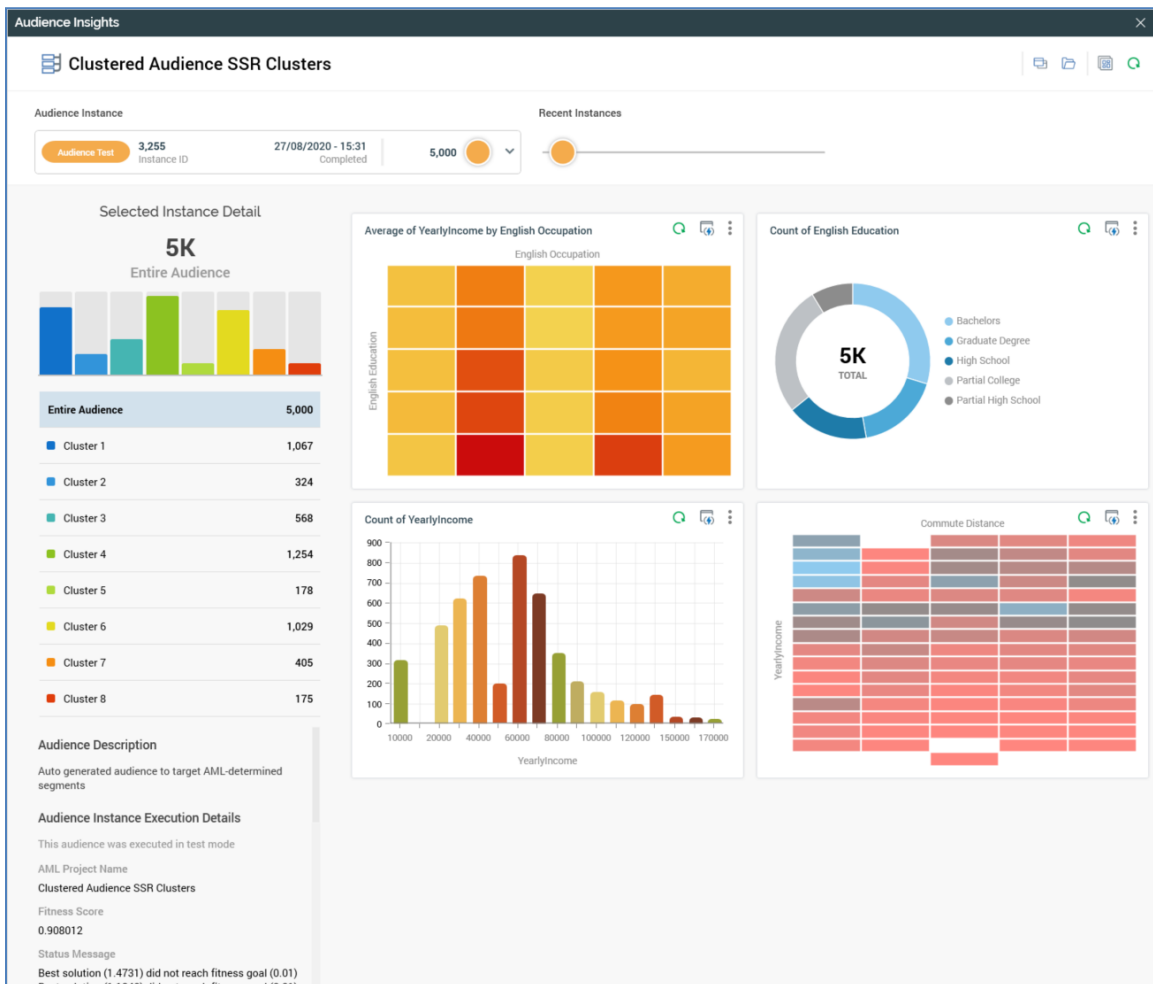 Audience Insights
Clustered Audience SSR Clusters
Audience Instance
Recent Instances
Audience Test
3,255
Instance ID
27/08/2020 - 15:31
Completed
5,000
Selected Instance Detail
5K
Entire Audience
Entire Audience 5,000
Cluster 1 1,067
Cluster 2 324
Cluster 3 568
Cluster 4 1,254
Cluster 5 178
Cluster 6 1,029
Cluster 7 405
Cluster 8 175
Audience Description
Auto generated audience to target AML-determined
segments
Audience Instance Execution Details
This audience was executed in test mode
AML Project Name
Clustered Audience SSR Clusters
Fitness Score
0.908012
Status Message
Best solution (1.4731) did not reach fitness goal (0.01)
Average of YearlyIncome by English Occupation
English Occupation
English Education
Count of English Education
5K
TOTAL
Bachelors
Graduate Degree
High School
Partial College
Partial High School
Count of YearlyIncome
900
800
700
600
500
400
300
200
100
0
10000 20000 40000 60000 80000 100000 120000 150000 170000
YearlyIncome
Commute Distance
YearlyIncome